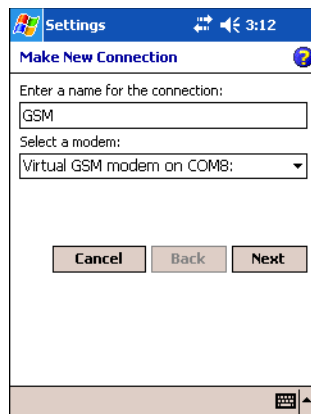 Settings 3:12
Make New Connection ?
Enter a name for the connection:
GSM
Select a modem:
Virtual GSM modem on COM8:
Cancel Back Next